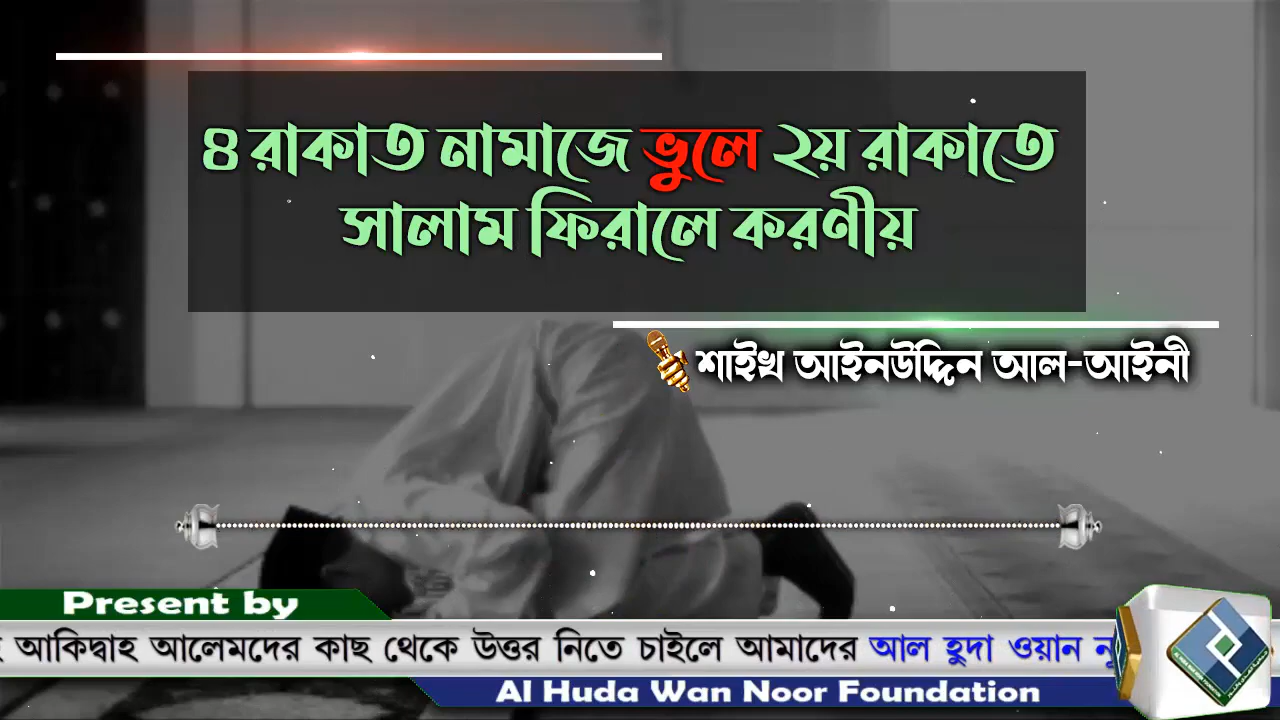 ৪ রাকাত নামাজে ভুলে ২য় রাকাতে
সালাম ফিরালে করণীয়
শাইখ আইনউদ্দিন আল-আইনী
Present by
আকিদ্বাহ আলেমদের কাছ থেকে উত্তর নিতে চাইলে আমাদের আল হুদা ওয়ান
Al Huda Wan Noor Foundation